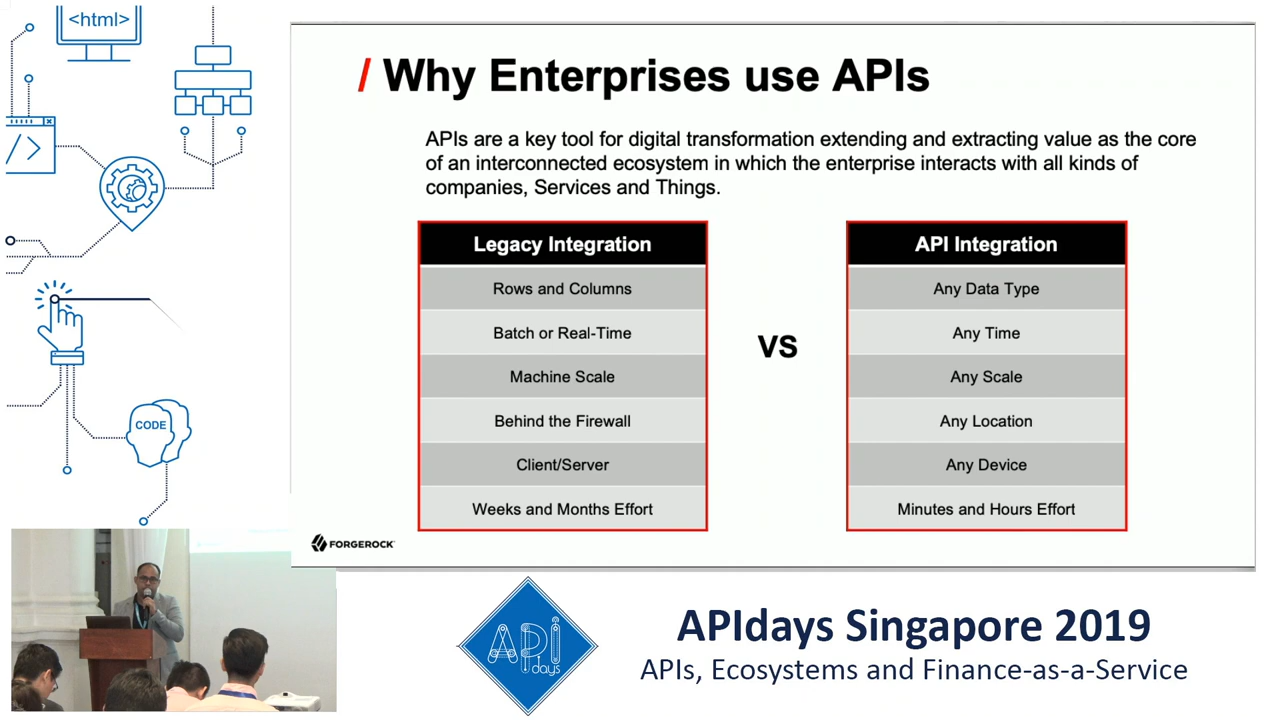 <html>
</>
CODE
/ Why Enterprises use APIs
APIs are a key tool for digital transformation extending and extracting value as the core
of an interconnected ecosystem in which the enterprise interacts with all kinds of
companies, Services and Things.
Legacy Integration
Rows and Columns
Batch or Real-Time
Machine Scale
Behind the Firewall
Client/Server
Weeks and Months Effort
VS
API Integration
Any Data Type
Any Time
Any Scale
Any Location
Any Device
Minutes and Hours Effort
FORGEROCK
API
days
APIdays Singapore 2019
APIs, Ecosystems and Finance-as-a-Service